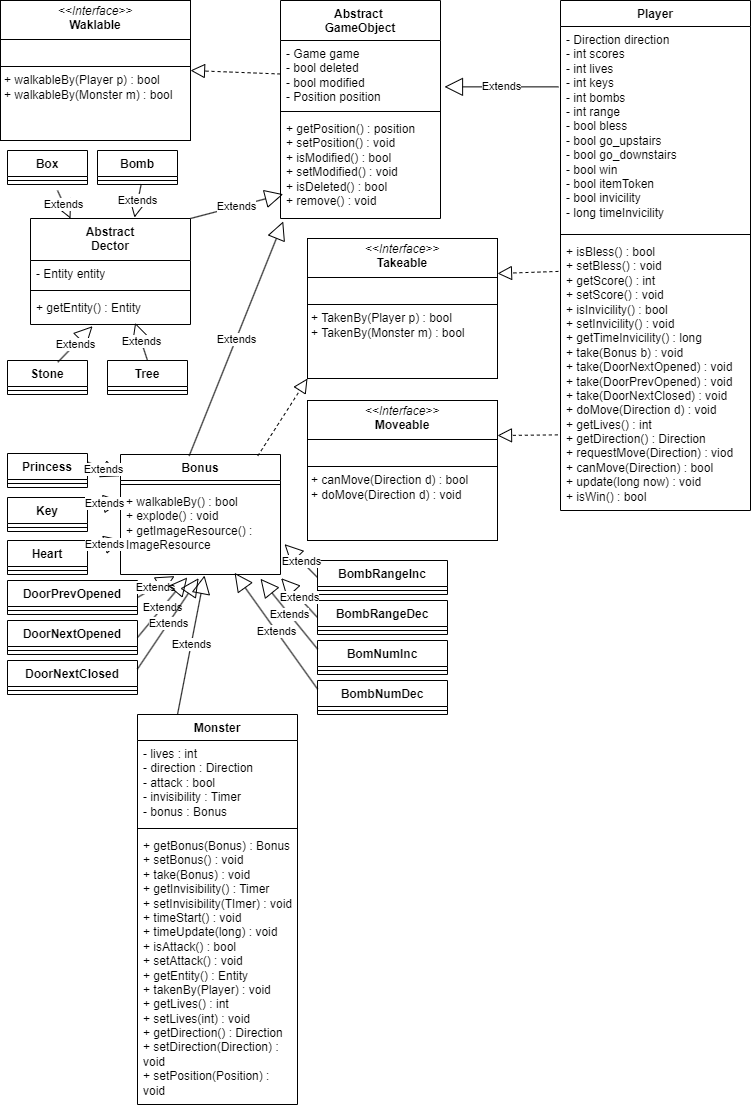 <<Interface>>
Waklable
+ walkableBy(Player p) : bool
+ walkableBy(Monster m) : bool
Abstract
GameObject
- Game game
- bool deleted
- bool modified
- Position position
+ getPosition() : position
+ setPosition() : void
+ isModified() : bool
+ setModified() : void
+ isDeleted() : bool
+ remove() : void
Extends
Player
- Direction direction
- int scores
- int lives
- int keys
- int bombs
- int range
- bool bless
- bool go_upstairs
- bool go_downstairs
- bool win
- bool itemToken
- bool invicility
- long timeInvicility
+ isBless() : bool
+ setBless() : void
+ getScore() : int
+ setScore() : void
+ isInvicility() : bool
+ setInvicility() : void
+ getTimeInvicility() : long
+ take(Bonus b) : void
+ take(DoorNextOpened) : void
+ take(DoorPrevOpened) : void
+ take(DoorNextClosed) : void
+ doMove(Direction d) : void
+ getLives() : int
+ getDirection() : Direction
+ requestMove(Direction) : viod
+ canMove(Direction) : bool
+ update(long now) : void
+ isWin() : bool
Box
Bomb
Extends
Extends
Extends
Abstract
Dector
- Entity entity
+ getEntity() : Entity
Extends
Extends
Stone
Tree
Extends
<<Interface>>
Takeable
+ TakenBy(Player p) : bool
+ TakenBy(Monster m) : bool
<<Interface>>
Moveable
+ canMove(Direction d) : bool
+ doMove(Direction d) : void
Princess
Extends
Key
Extends
Heart
Extends
Bonus
+ walkableBy() : bool
+ explode() : void
+ getImageResource() :
ImageResource
DoorPrevOpened
Extends
DoorNextOpened
Extends
DoorNextClosed
Extends
Extends
Extends
BombRangeInc
Extends
BombRangeDec
Extends
BomNumInc
Extends
BombNumDec
Monster
- lives : int
- direction : Direction
- attack : bool
- invisibility : Timer
- bonus : Bonus
+ getBonus(Bonus) : Bonus
+ setBonus() : void
+ take(Bonus) : void
+ getInvisibility() : Timer
+ setInvisibility(TImer) : void
+ timeStart() : void
+ timeUpdate(long) : void
+ isAttack() : bool
+ setAttack() : void
+ getEntity() : Entity
+ takenBy(Player) : void
+ getLives() : int
+ setLives(int) : void
+ getDirection() : Direction
+ setDirection(Direction) :
void
+ setPosition(Position) :
void